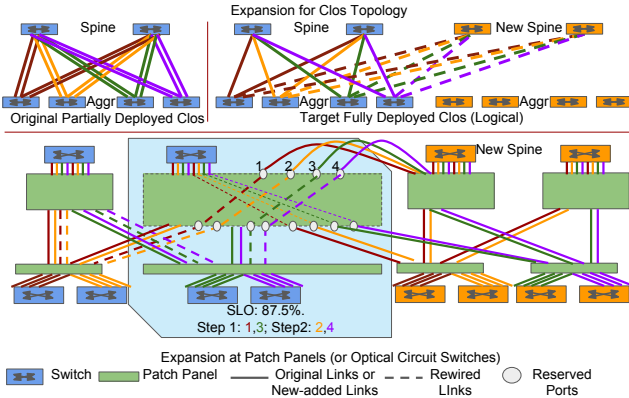 Expansion for Clos Topology
Spine
Spine
New Spine
Aggr
Aggr
Aggr
Original Partially Deployed Clos
Target Fully Deployed Clos (Logical)
1 2 3 4
New Spine
SLO: 87.5%.
Step 1: 1,3; Step2: 2,4
Expansion at Patch Panels (or Optical Circuit Switches)
Switch
Patch Panel
Original Links or
New-added Links
Rewired
LInks
Reserved
Ports